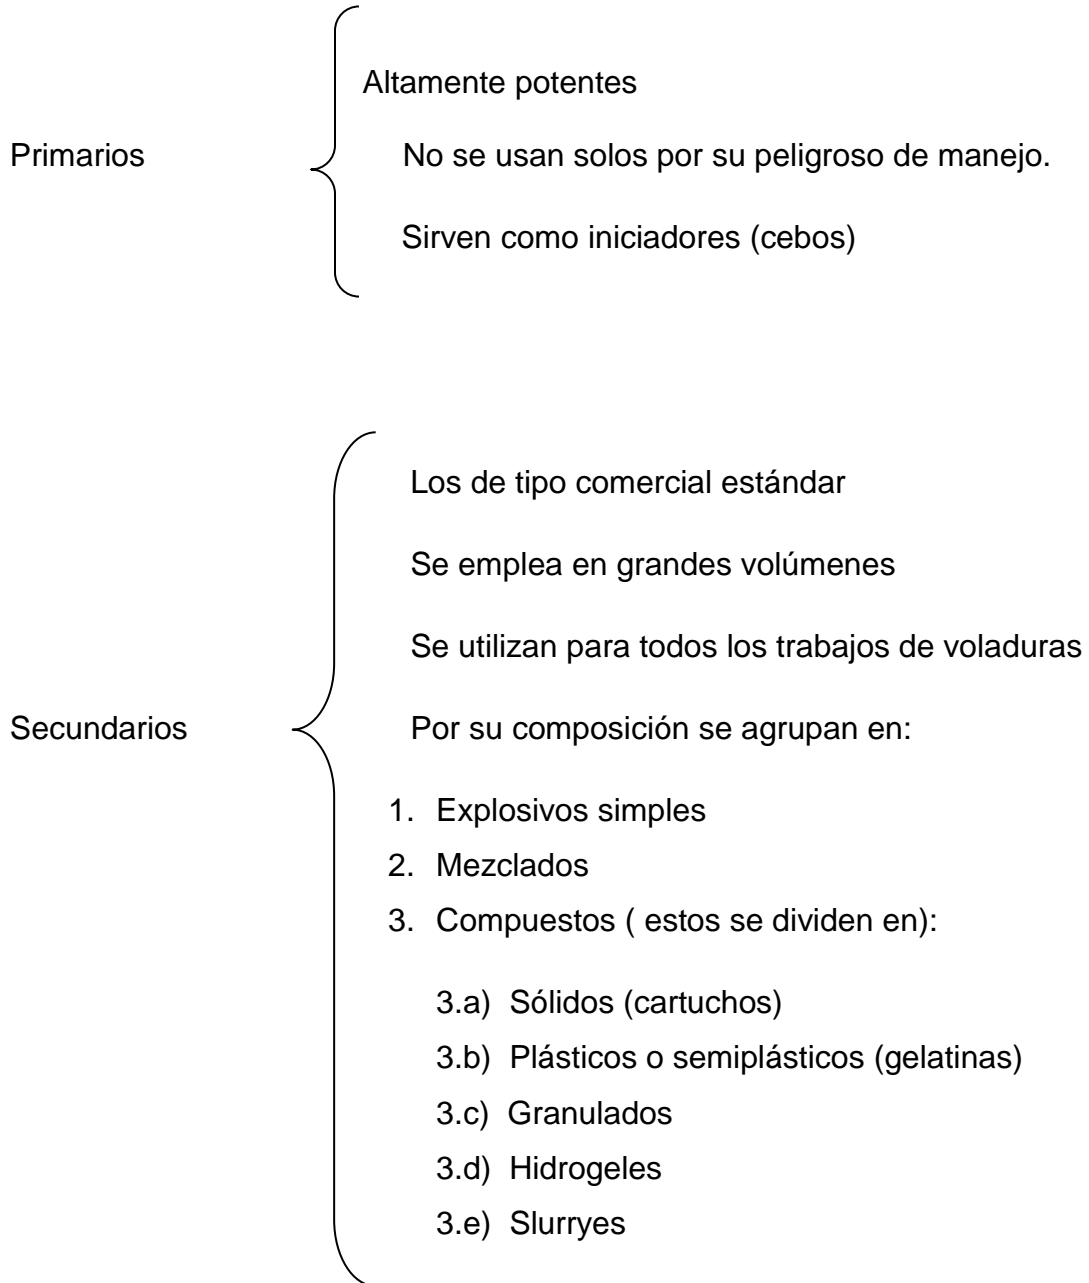 Altamente potentes
Primarios No se usan solos por su peligroso de manejo.
Sirven como iniciadores (cebos)
Los de tipo comercial estándar
Se emplea en grandes volúmenes
Se utilizan para todos los trabajos de voladuras
Secundarios Por su composición se agrupan en:
1. Explosivos simples
2. Mezclados
3. Compuestos ( estos se dividen en):
3.a) Sólidos (cartuchos)
3.b) Plásticos o semiplásticos (gelatinas)
3.c) Granulados
3.d) Hidrogeles
3.e) Slurryes